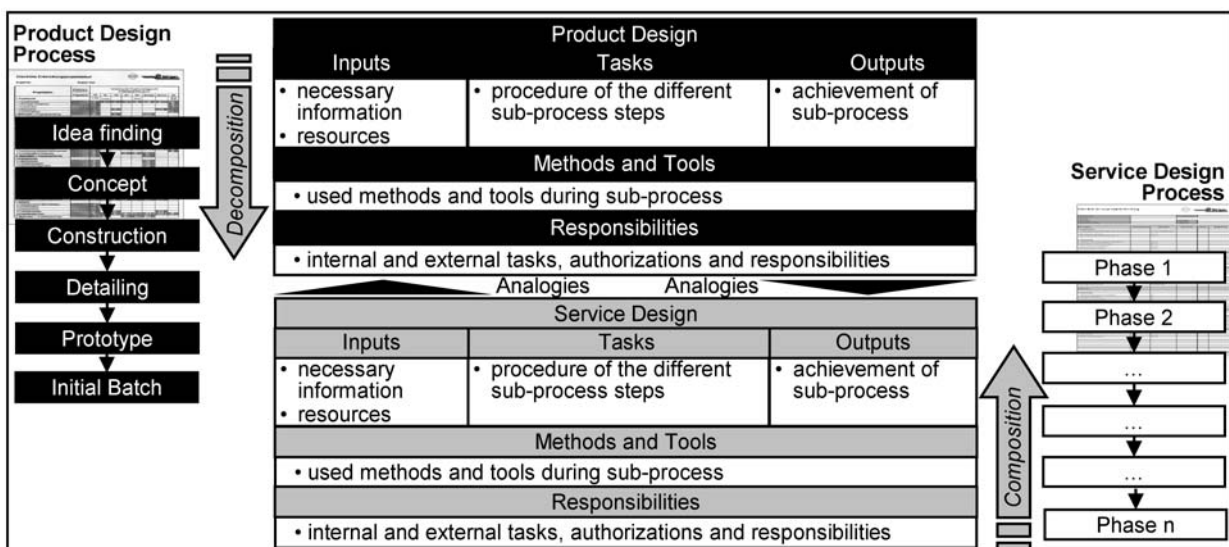 Product Design
Process
Idea finding
Concept
Construction
Detailing
Prototype
Initial Batch
Decomposition
Product Design
Inputs
Tasks
Outputs
• necessary
information
• resources
• procedure of the different
sub-process steps
• achievement of
sub-process
Methods and Tools
• used methods and tools during sub-process
Responsibilities
• internal and external tasks, authorizations and responsibilities
Analogies
Analogies
Service Design
Inputs
Tasks
Outputs
• necessary
information
• resources
• procedure of the different
sub-process steps
• achievement of
sub-process
Methods and Tools
• used methods and tools during sub-process
Responsibilities
• internal and external tasks, authorizations and responsibilities
Composition
Service Design
Process
Phase 1
Phase 2
...
...
...
Phase n